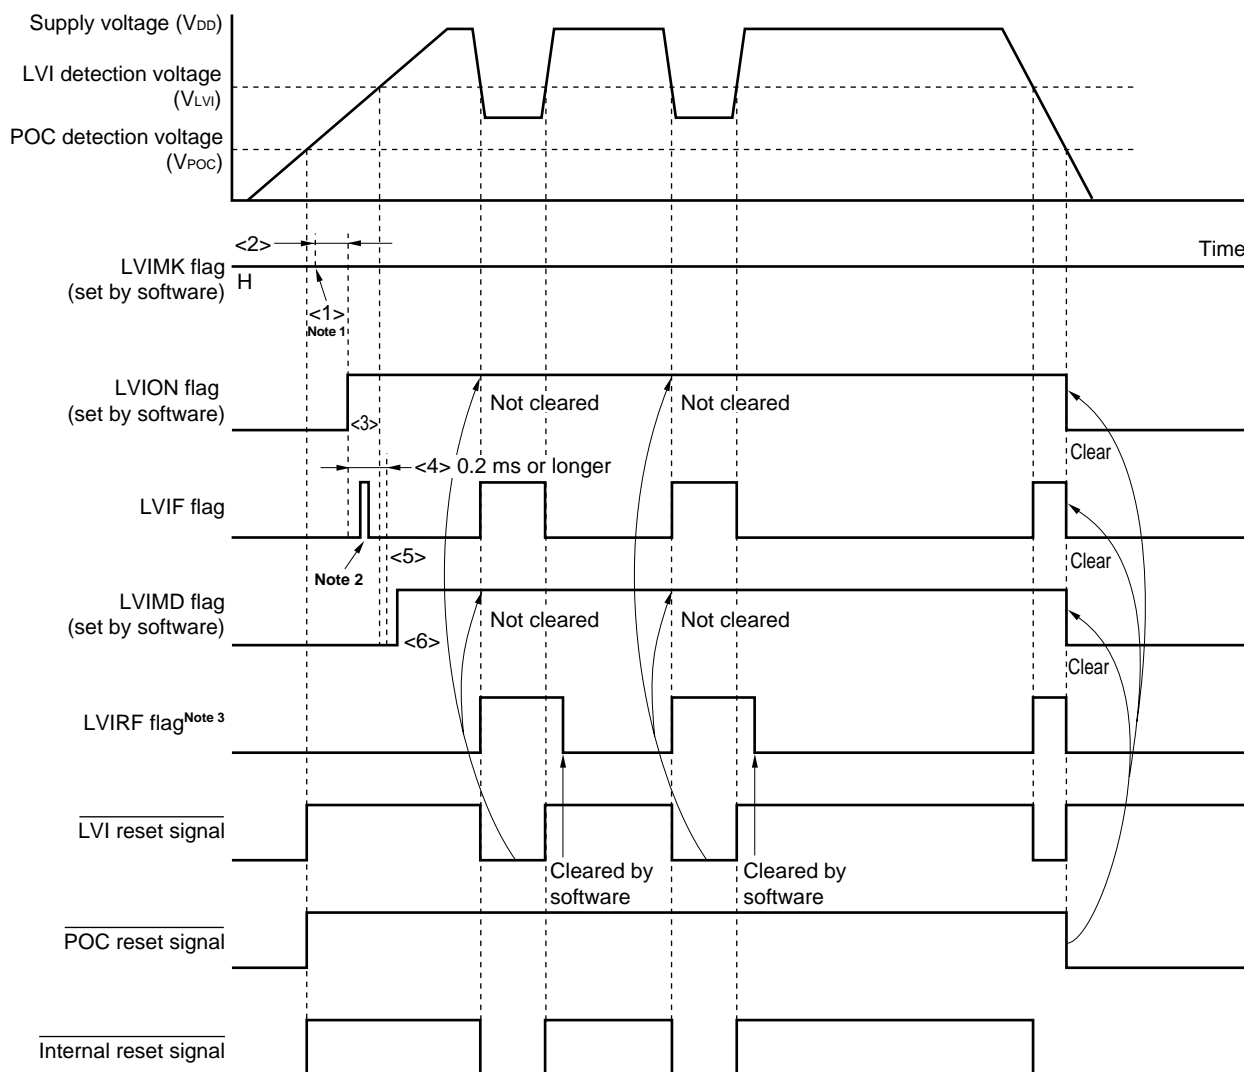 Supply voltage (VDD)
LVI detection voltage
(VLVI)
POC detection voltage
(VPOC)
<2>
Time
LVIMK flag
(set by software)
H
<1>
Note 1
LVION flag
(set by software)
Not cleared
Not cleared
<3>
Clear
<4> 0.2 ms or longer
LVIF flag
Note 2
<5>
Clear
LVIMD flag
(set by software)
Not cleared
Not cleared
<6>
Clear
LVIRF flagNote 3
LVI reset signal
Cleared by
software
Cleared by
software
POC reset signal
Internal reset signal